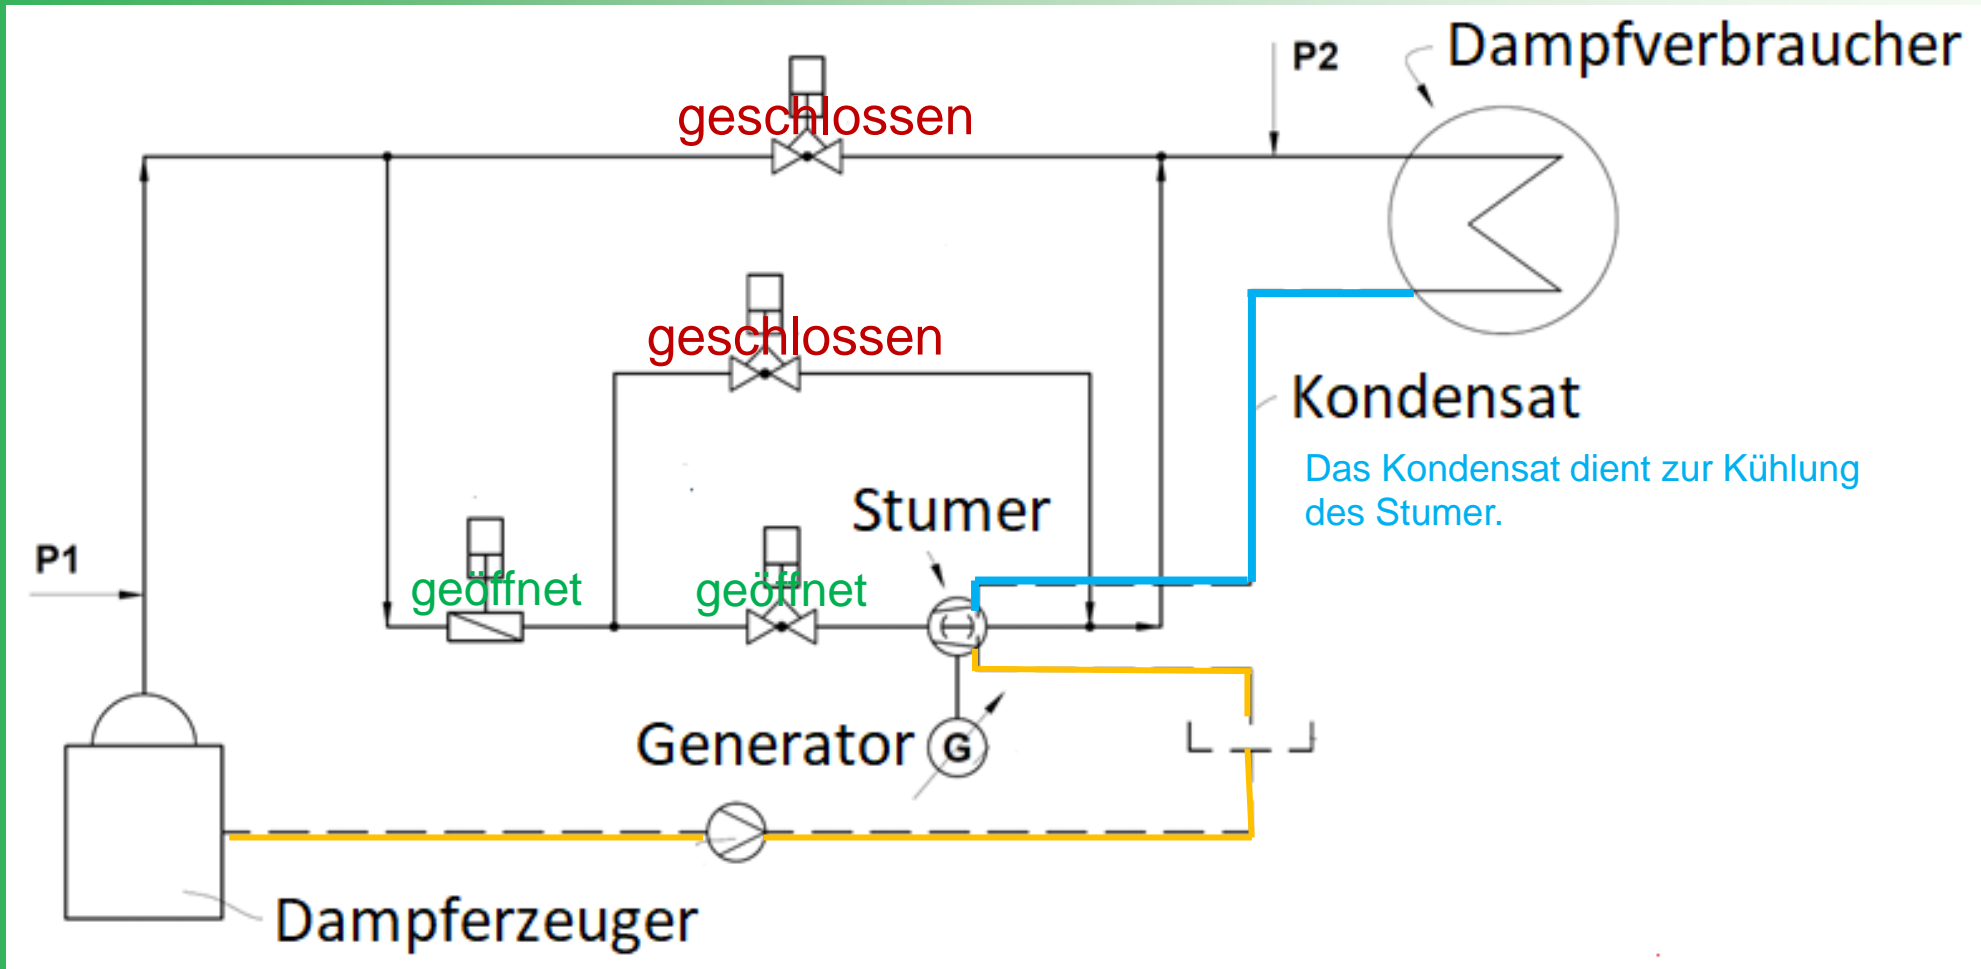 Dampfverbraucher
P2
geschlossen
geschlossen
Kondensat
Das Kondensat dient zur Kühlung
des Stumer.
Stumer
P1
geöffnet
geöffnet
Generator
G
Dampferzeuger